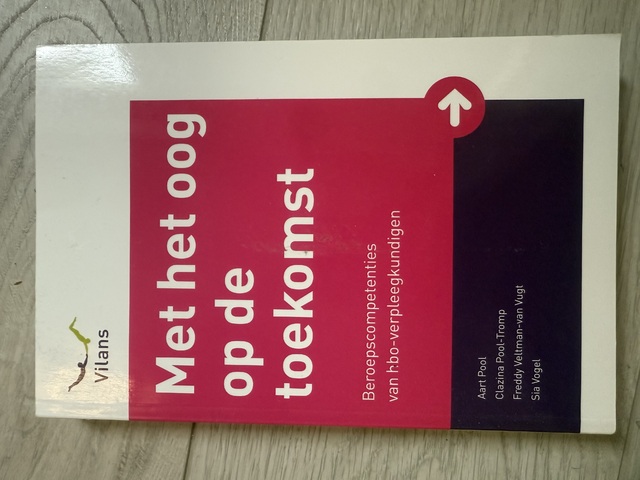 Vilans
Met het oog
op de
toekomst
Beroepscompetenties
van hbo-verpleegkundigen
Aart Pool
Clazina Pool-Tromp
Freddy Veltman-van Vugt
Sia Vogel